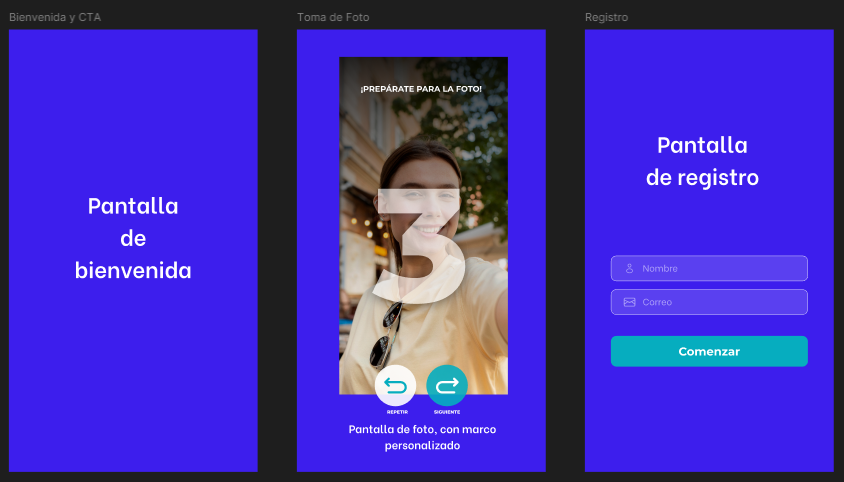 Bienvenida y CTA
Pantalla
de
bienvenida
Toma de Foto
¡PREPÁRATE PARA LA FOTO!
3
REPETIR
SIGUIENTE
Pantalla de foto, con marco
personalizado
Registro
Pantalla
de registro
Nombre
Correo
Comenzar